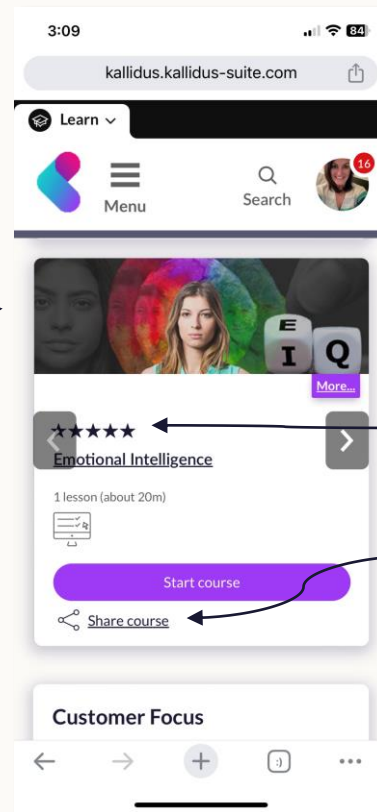 3:09
84
kallidus.kallidus-suite.com
Learn
Menu
Search
16
E
I Q
More...
Emotional Intelligence
1 lesson (about 20m)
Start course
Share course
Customer Focus
:)